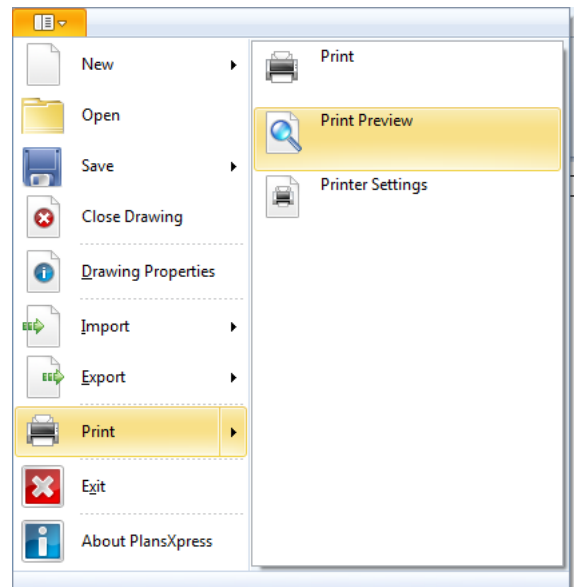 New
Open
Save
Close Drawing
Drawing Properties
Import
Export
Print
Exit
About PlansXpress
Print
Print Preview
Printer Settings